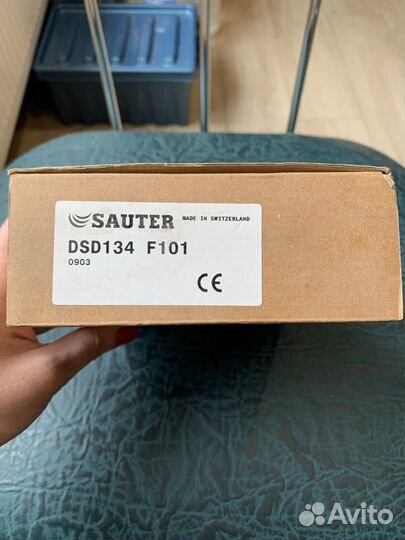 SAUTER MADE IN SWITZERLAND
DSD134 F101
0903
CE
Avito